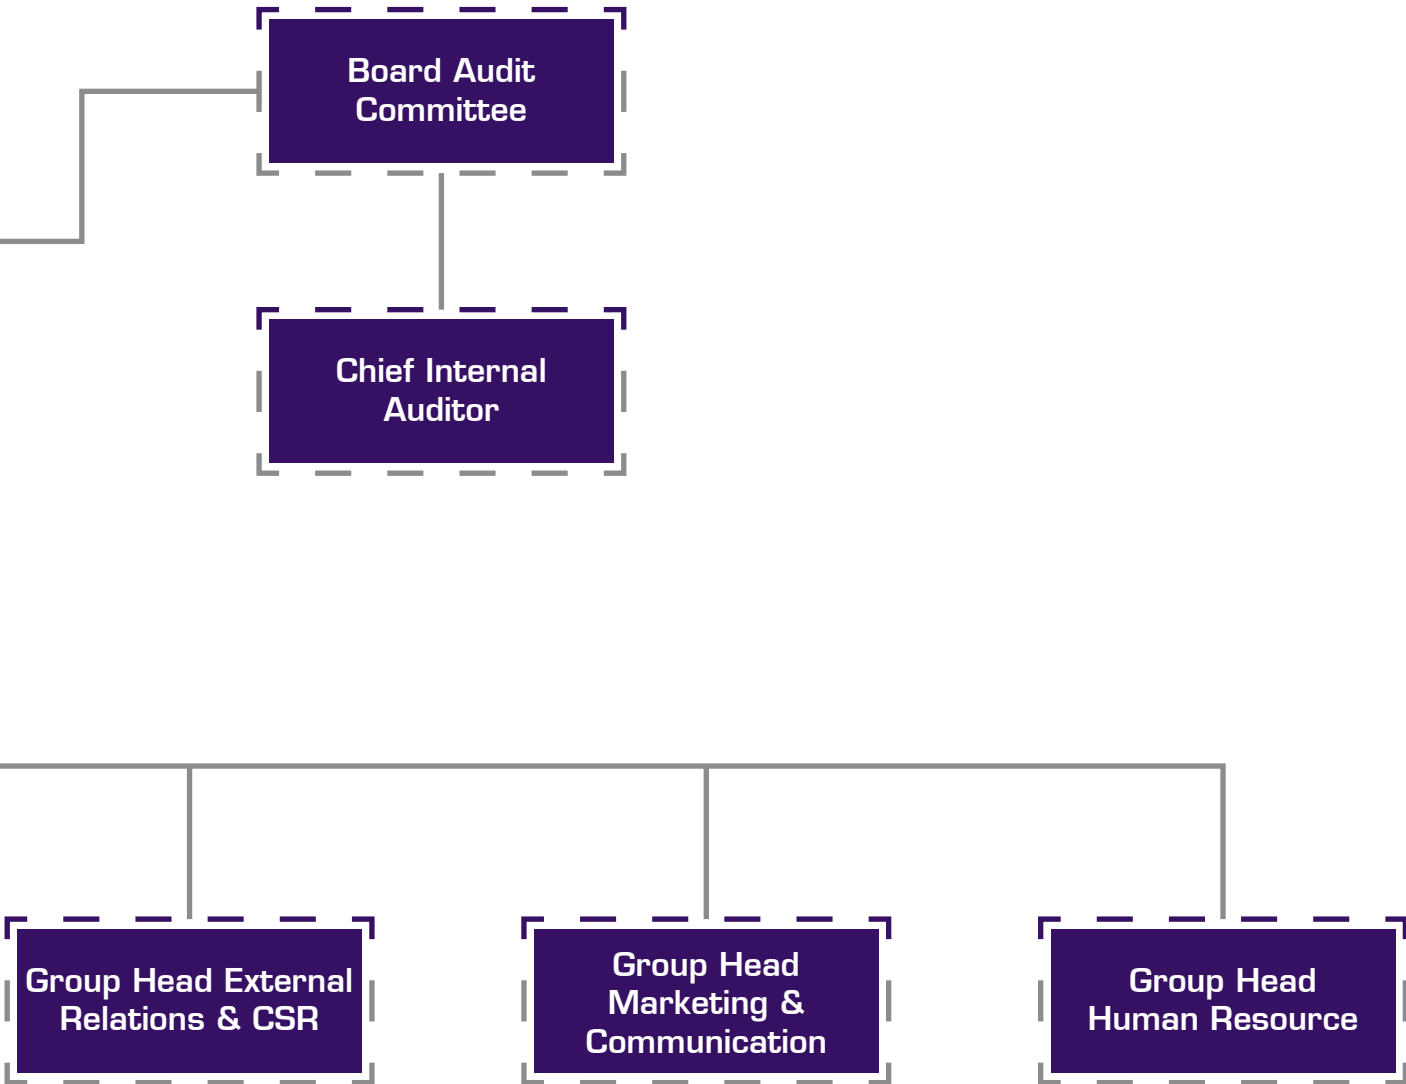 Board Audit
Committee
Chief Internal
Auditor
Group Head External
Relations & CSR
Group Head
Marketing &
Communication
Group Head
Human Resource